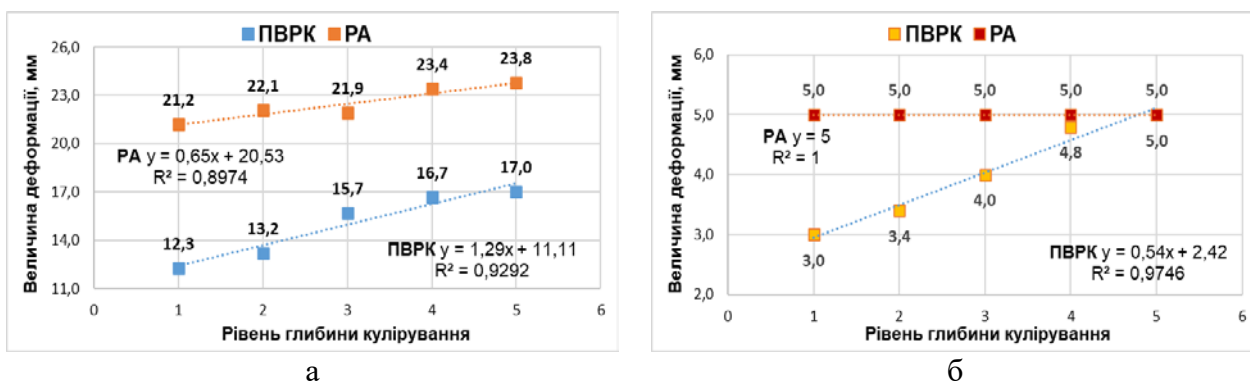 ПВРК РА
Величина деформації, мм
26,0
23,0
20,0
17,0
14,0
11,0
21,2
22,1
21,9
23,4
23,8
РА y = 0,65x + 20,53
R² = 0,8974
12,3
13,2
15,7
16,7
17,0
ПВРК y = 1,29x + 11,11
R² = 0,9292
0 1 2 3 4 5 6
Рівень глибини кулірування
а
ПВРК РА
Величина деформації, мм
6,0
5,0
4,0
3,0
2,0
5,0 5,0 5,0 5,0 5,0
РА y = 5
R² = 1
3,0
3,4
4,0
4,8
5,0
ПВРК y = 0,54x + 2,42
R² = 0,9746
0 1 2 3 4 5 6
Рівень глибини кулірування
б